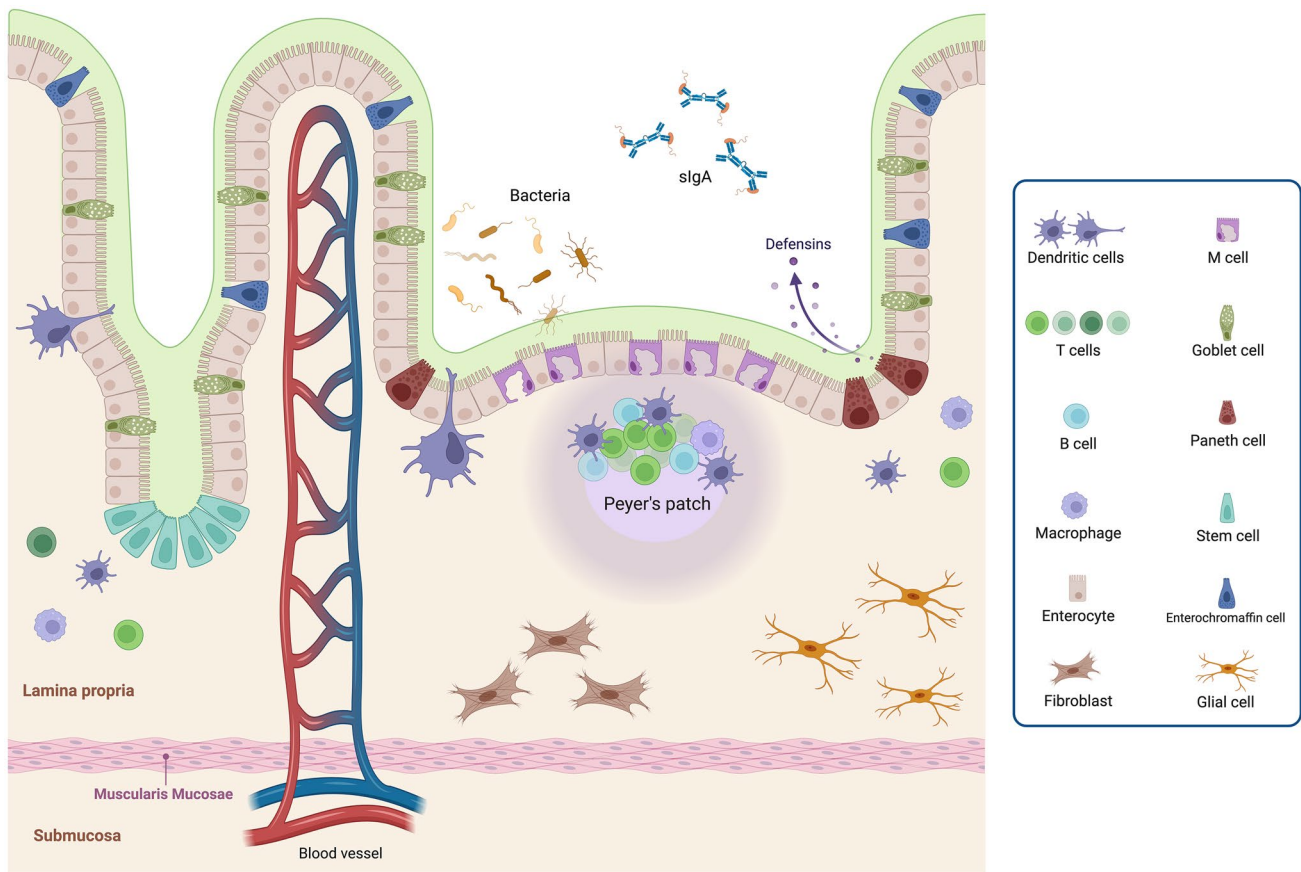 Bacteria
sIgA
Defensins
Peyer's patch
Lamina propria
Muscularis Mucosae
Submucosa
Blood vessel
Dendritic cells
M cell
T cells
Goblet cell
B cell
Paneth cell
Macrophage
Stem cell
Enterocyte
Enterochromaffin cell
Fibroblast
Glial cell